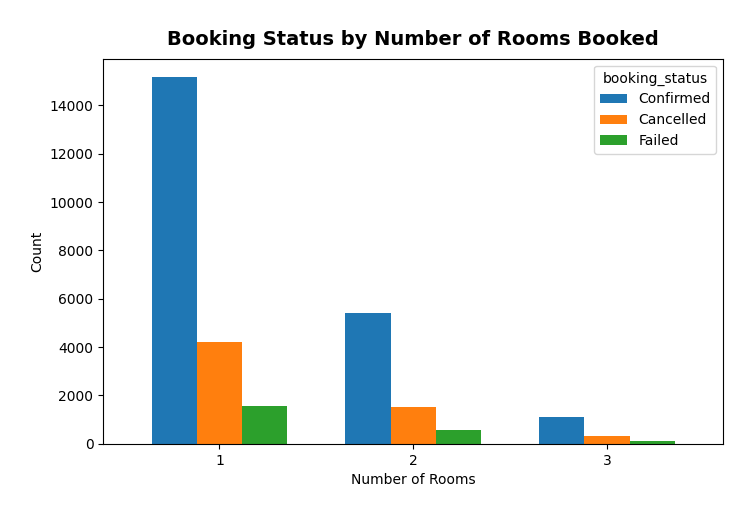 Booking Status by Number of Rooms Booked
booking_status
Confirmed
Cancelled
Failed
14000
12000
10000
8000
6000
4000
2000
0
Count
1 2 3
Number of Rooms